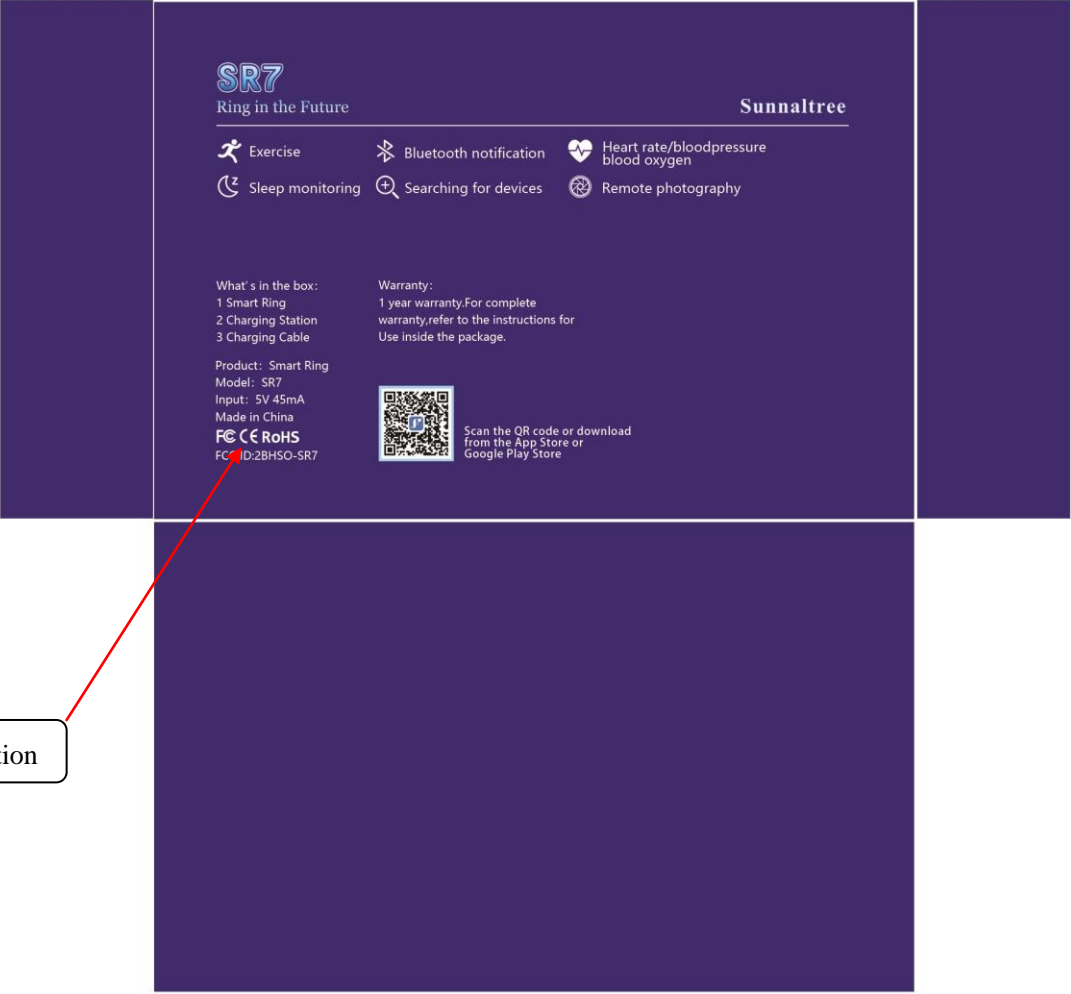 SR7
Ring in the Future
Sunnaltree
Exercise
Bluetooth notification
Heart rate/bloodpressure
blood oxygen
Sleep monitoring
Searching for devices
Remote photography
What's in the box:
1 Smart Ring
2 Charging Station
3 Charging Cable
Warranty:
1 year warranty.For complete
warranty,refer to the instructions for
Use inside the package.
Product: Smart Ring
Model: SR7
Input: 5V 45mA
Made in China
FC CE RoHS
FCC ID:2BHSO-SR7
Scan the QR code or download
from the App Store or
Google Play Store